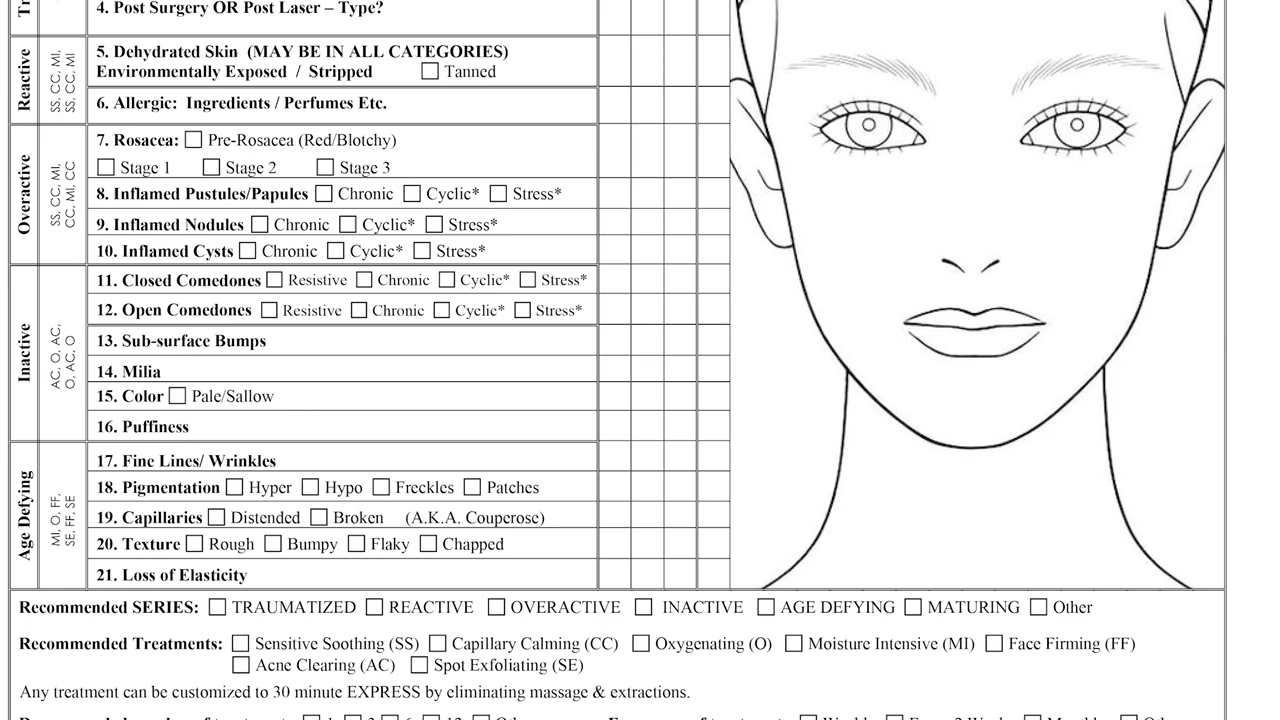 Tr
4. Post Surgery OR Post Laser – Type?
Reactive
SS, CC, MI,
SS, CC, MI
5. Dehydrated Skin (MAY BE IN ALL CATEGORIES)
Environmentally Exposed / Stripped ☐ Tanned
6. Allergic: Ingredients / Perfumes Etc.
Overactive
SS, CC, MI,
CC, MI, CC
7. Rosacea: ☐ Pre-Rosacea (Red/Blotchy)
☐ Stage 1 ☐ Stage 2 ☐ Stage 3
8. Inflamed Pustules/Papules ☐ Chronic ☐ Cyclic* ☐ Stress*
9. Inflamed Nodules ☐ Chronic ☐ Cyclic* ☐ Stress*
10. Inflamed Cysts ☐ Chronic ☐ Cyclic* ☐ Stress*
Inactive
AC, O, AC,
O, AC, O
11. Closed Comedones ☐ Resistive ☐ Chronic ☐ Cyclic* ☐ Stress*
12. Open Comedones ☐ Resistive ☐ Chronic ☐ Cyclic* ☐ Stress*
13. Sub-surface Bumps
14. Milia
15. Color ☐ Pale/Sallow
16. Puffiness
Age Defying
MI, O, FF,
SE, FF, SE
17. Fine Lines/ Wrinkles
18. Pigmentation ☐ Hyper ☐ Hypo ☐ Freckles ☐ Patches
19. Capillaries ☐ Distended ☐ Broken (A.K.A. Couperose)
20. Texture ☐ Rough ☐ Bumpy ☐ Flaky ☐ Chapped
21. Loss of Elasticity
Recommended SERIES: ☐ TRAUMATIZED ☐ REACTIVE ☐ OVERACTIVE ☐ INACTIVE ☐ AGE DEFYING ☐ MATURING ☐ Other
Recommended Treatments: ☐ Sensitive Soothing (SS) ☐ Capillary Calming (CC) ☐ Oxygenating (O) ☐ Moisture Intensive (MI) ☐ Face Firming (FF)
☐ Acne Clearing (AC) ☐ Spot Exfoliating (SE)
Any treatment can be customized to 30 minute EXPRESS by eliminating massage & extractions.